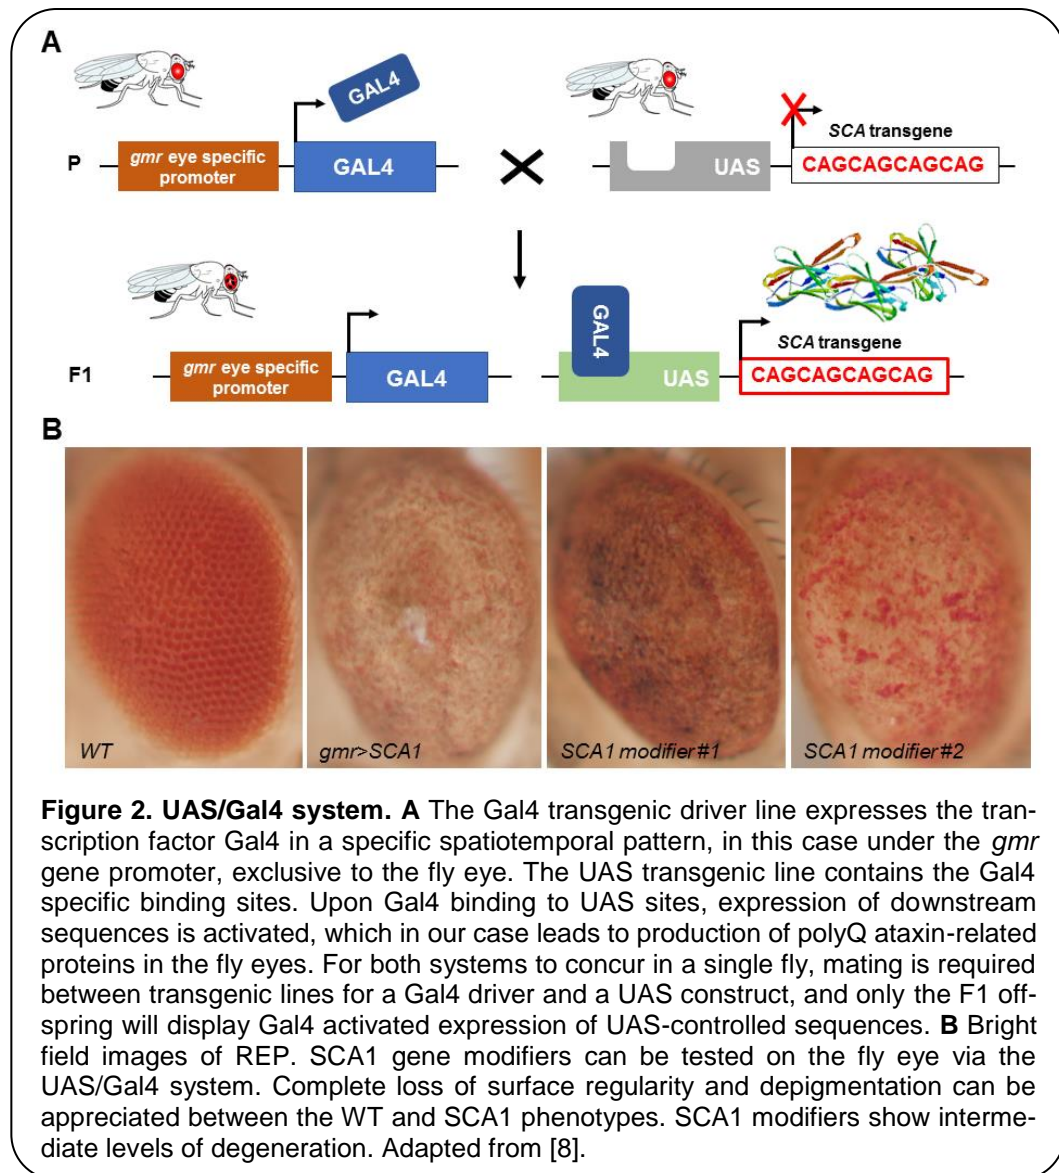 A
GAL4
SCA transgene
P
gmr eye specific
promoter
GAL4
UAS
CAGCAGCAGCAG
GAL4
SCA transgene
F1
gmr eye specific
promoter
GAL4
UAS
CAGCAGCAGCAG
B
WT
gmr>SCA1
SCA1 modifier#1
SCA1 modifier#2
Figure 2. UAS/Gal4 system. A The Gal4 transgenic driver line expresses the tran-
scription factor Gal4 in a specific spatiotemporal pattern, in this case under the gmr
gene promoter, exclusive to the fly eye. The UAS transgenic line contains the Gal4
specific binding sites. Upon Gal4 binding to UAS sites, expression of downstream
sequences is activated, which in our case leads to production of polyQ ataxin-related
proteins in the fly eyes. For both systems to concur in a single fly, mating is required
between transgenic lines for a Gal4 driver and a UAS construct, and only the F1 off-
spring will display Gal4 activated expression of UAS-controlled sequences. B Bright
field images of REP. SCA1 gene modifiers can be tested on the fly eye via the
UAS/Gal4 system. Complete loss of surface regularity and depigmentation can be
appreciated between the WT and SCA1 phenotypes. SCA1 modifiers show interme-
diate levels of degeneration. Adapted from [8].